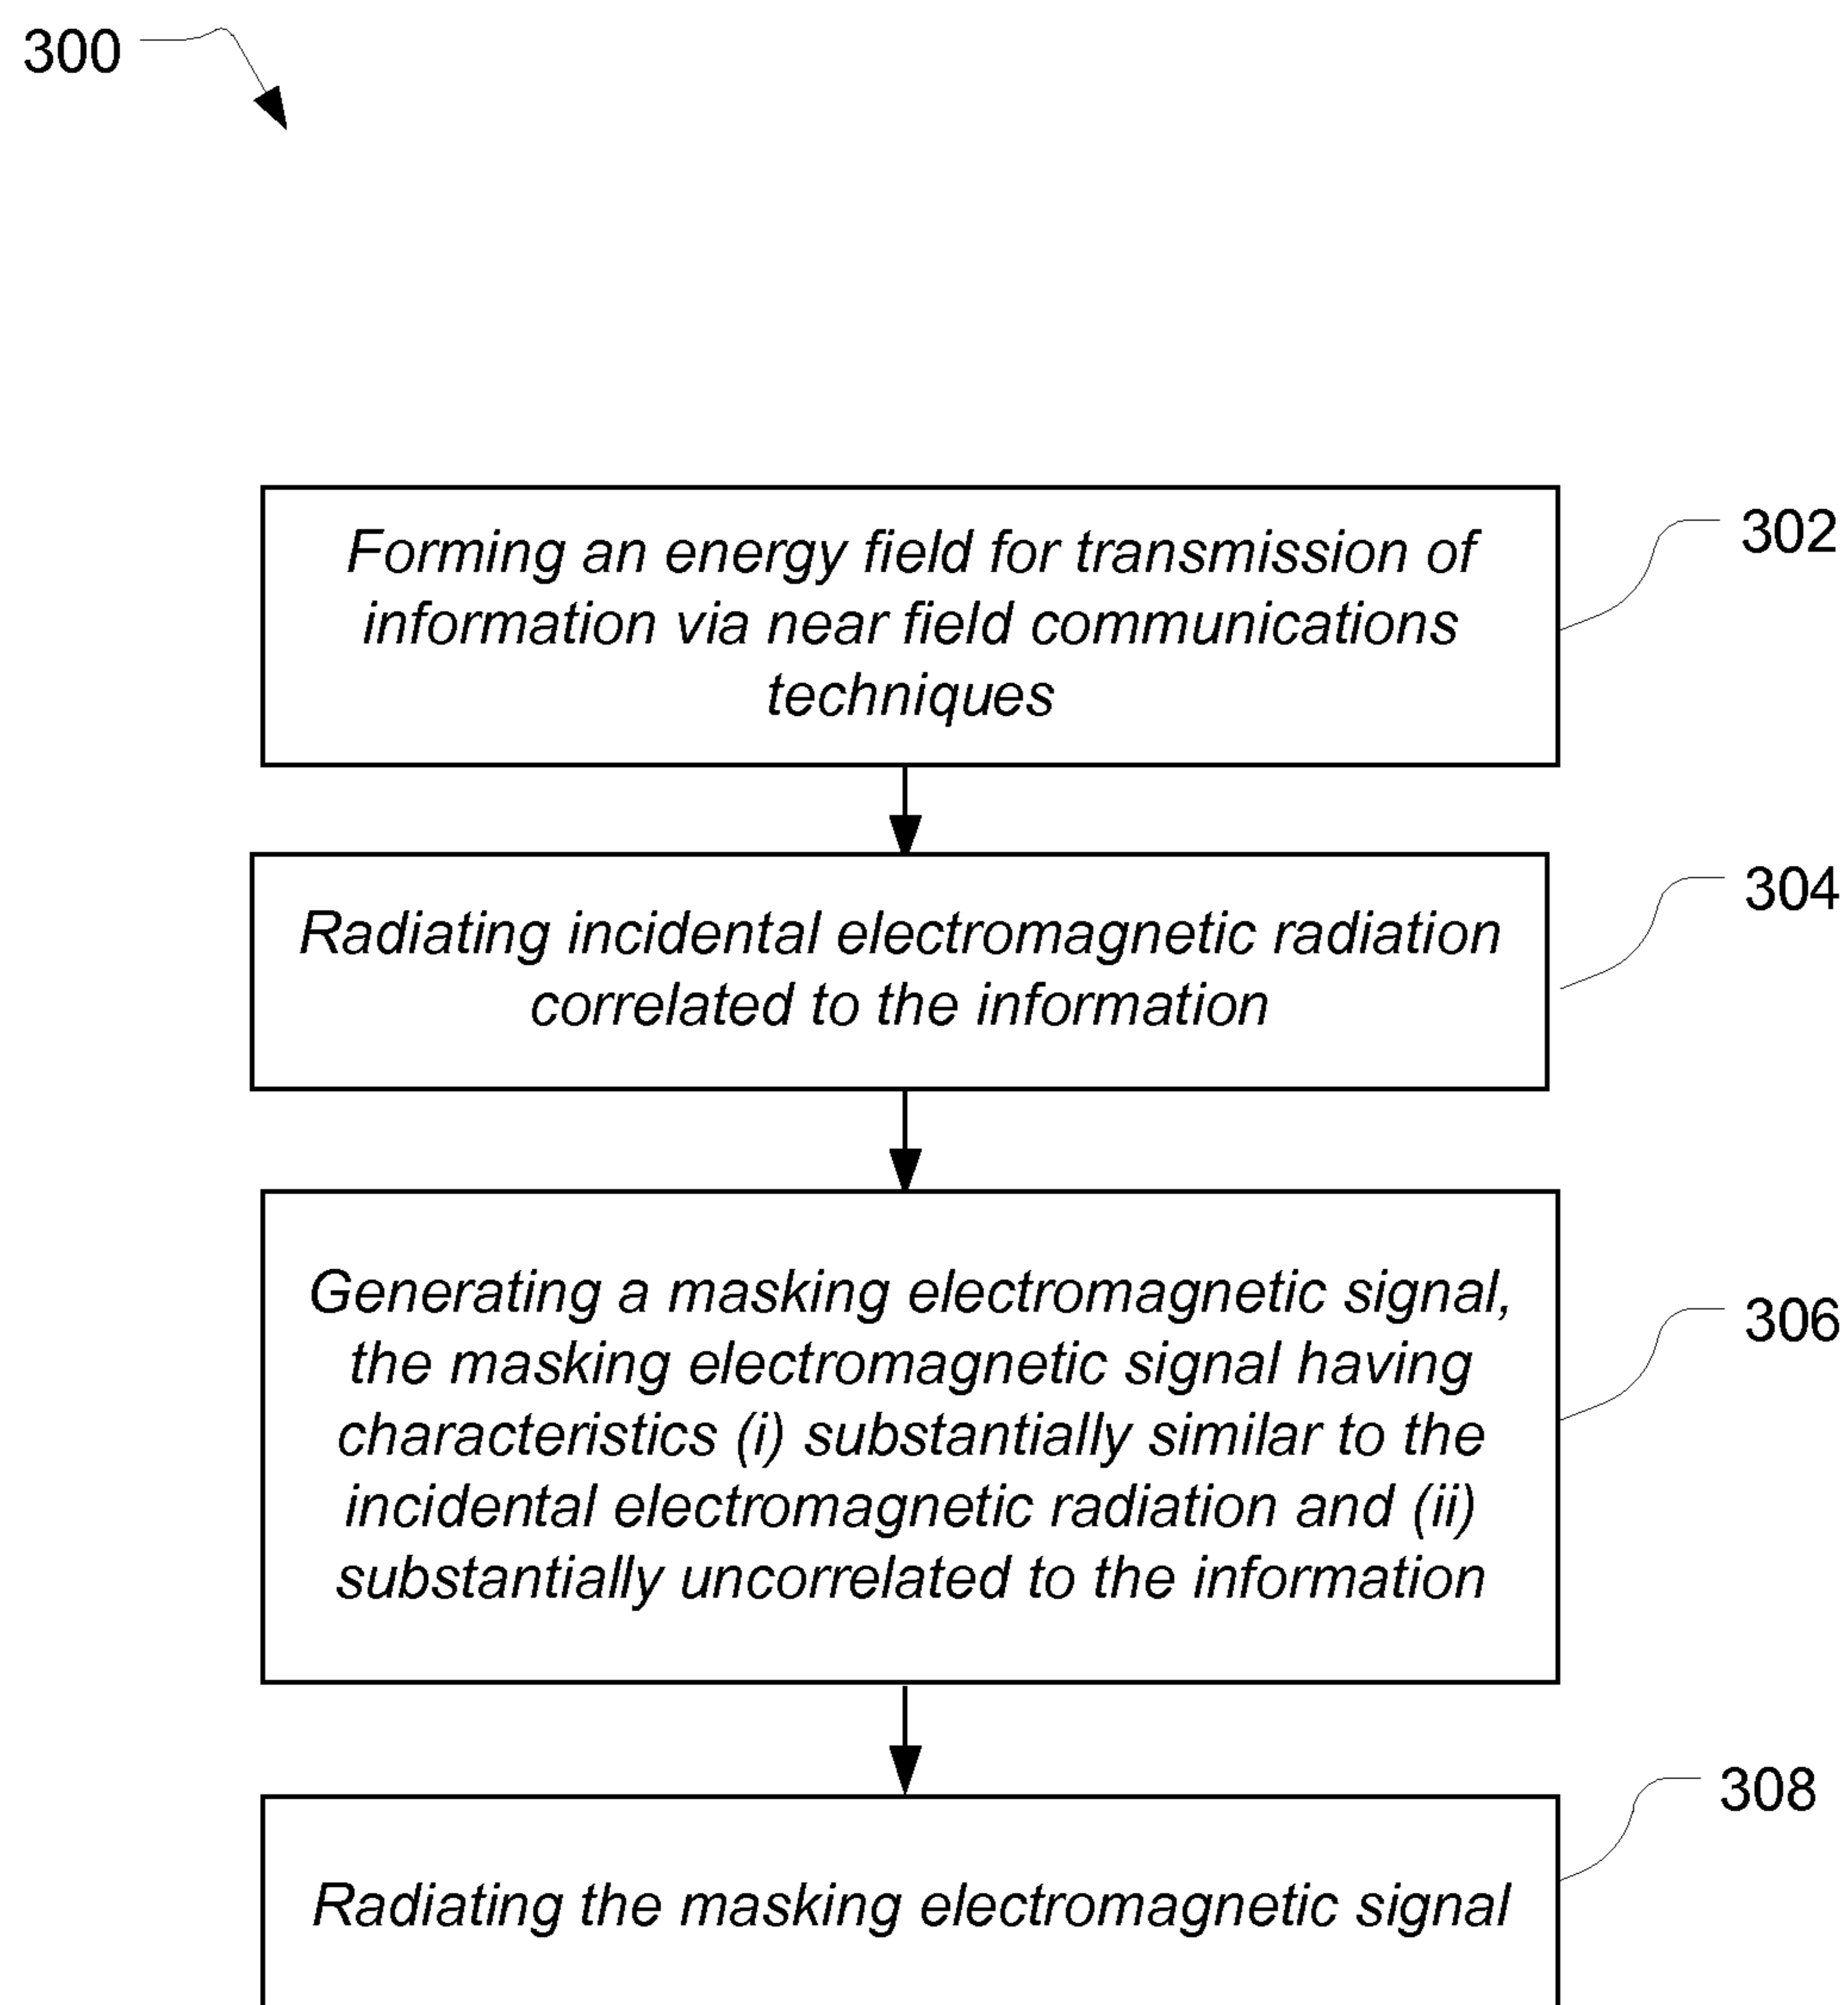 300
Forming an energy field for transmission of
information via near field communications
techniques
302
Radiating incidental electromagnetic radiation
correlated to the information
304
Generating a masking electromagnetic signal,
the masking electromagnetic signal having
characteristics (i) substantially similar to the
incidental electromagnetic radiation and (ii)
substantially uncorrelated to the information
306
Radiating the masking electromagnetic signal
308